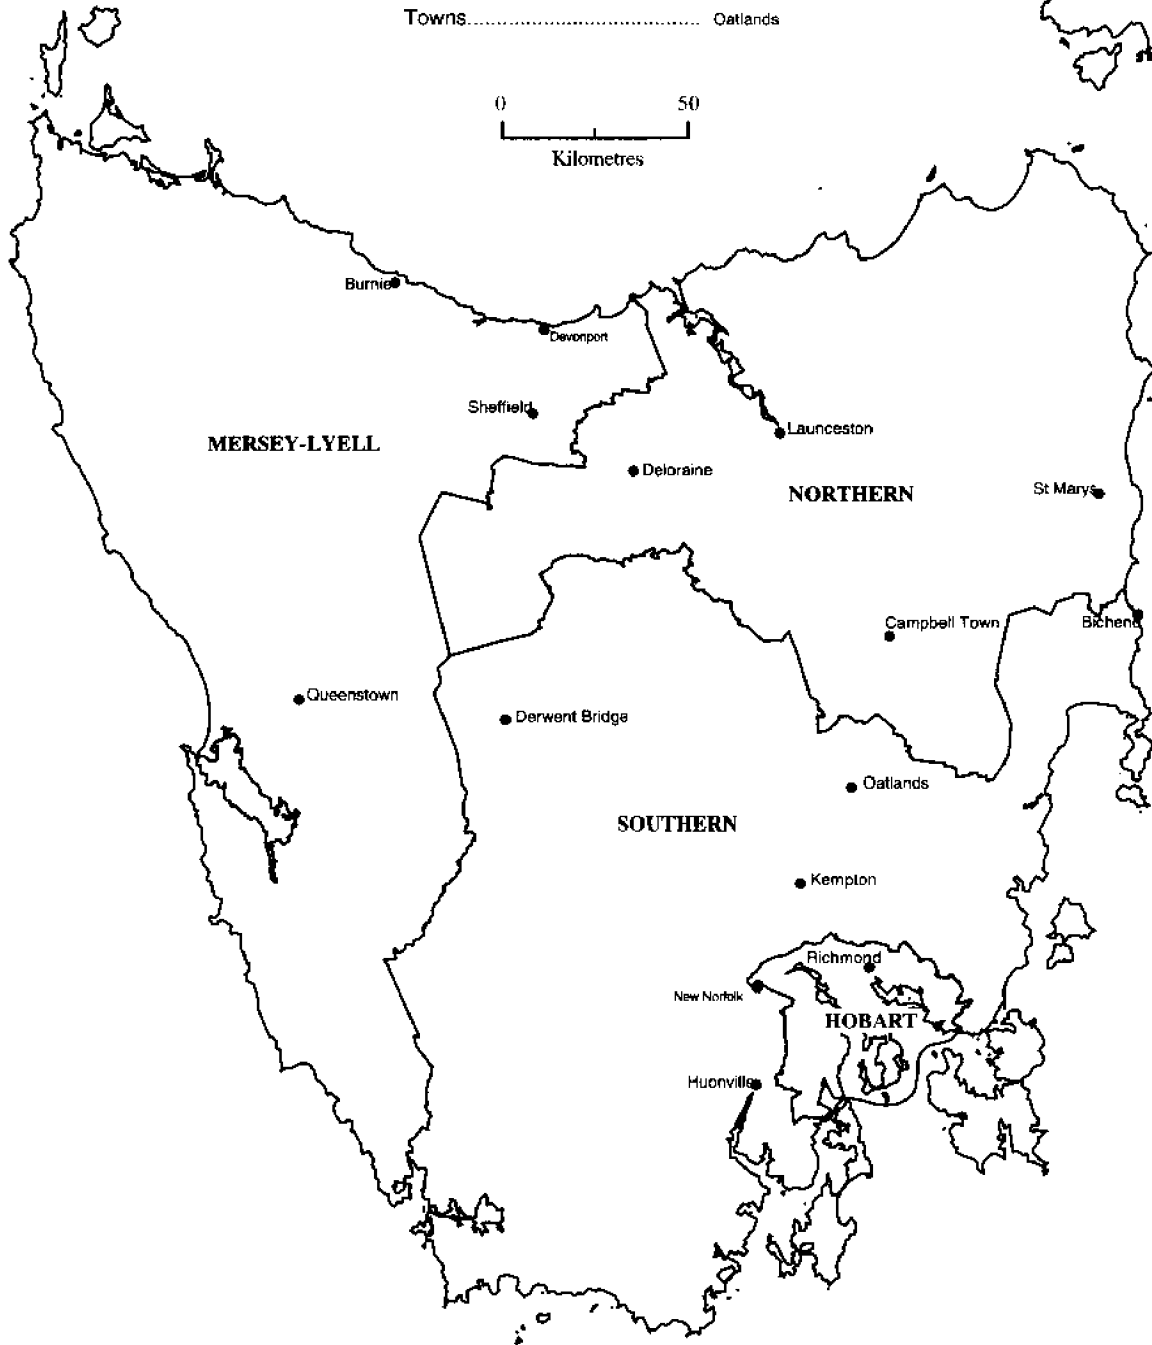 Towns.......................................... Oatlands
0 50
Kilometres
Burnie
Devonport
Sheffield
Launceston
MERSEY-LYELL
Deloraine
NORTHERN
St Marys
Campbell Town
Bicheno
Queenstown
Derwent Bridge
Oatlands
SOUTHERN
Kempton
Richmond
New Norfolk
HOBART
Huonville